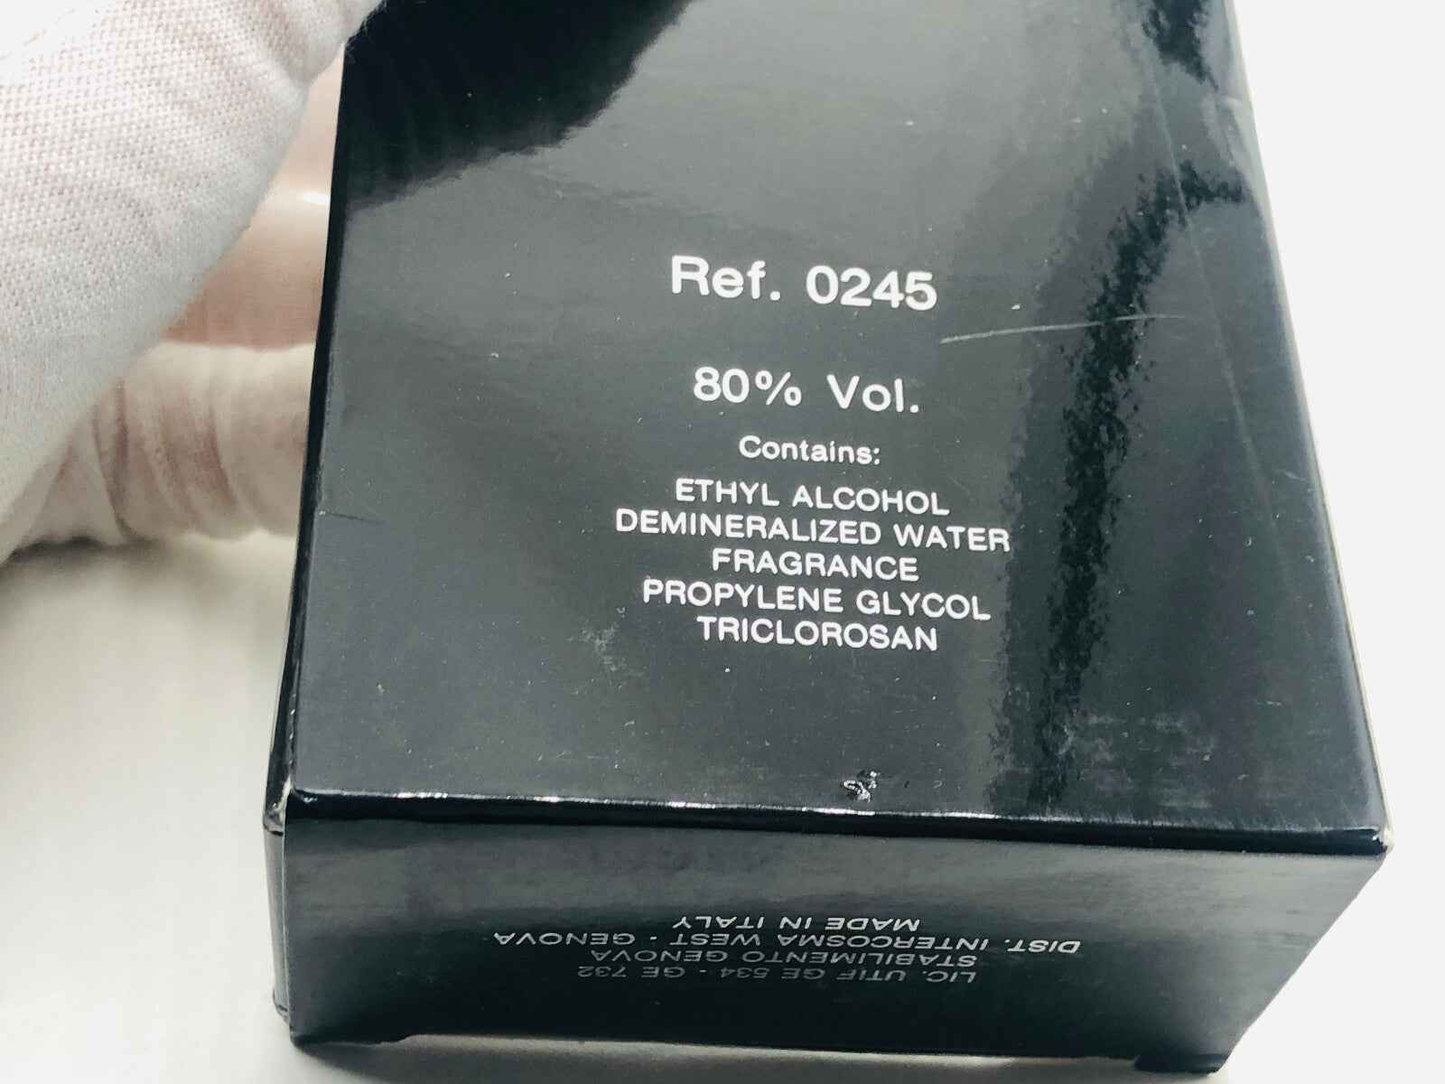 Ref. 0245
80% Vol.
Contains:
ETHYL ALCOHOL
DEMINERALIZED WATER
FRAGRANCE
PROPYLENE GLYCOL
TRICLOROSAN
LIC. UTIF GE 534 - GE 732
STABILIMENTO GENOVA
DIST. INTERCOSMA WEST - GENOVA
MADE IN ITALY